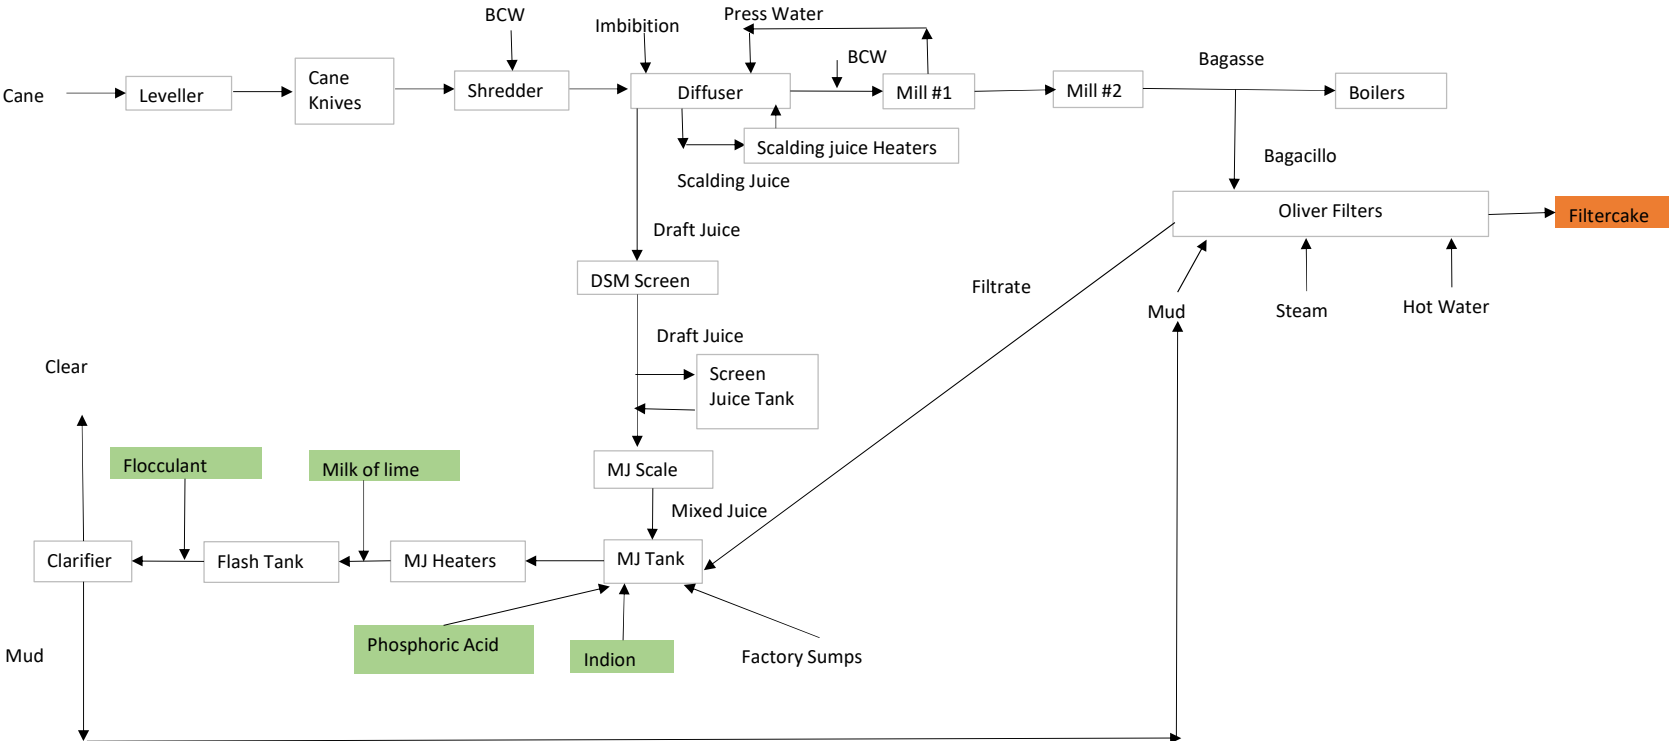 BCW
Imbibition
Press Water
BCW
Bagasse
Cane
Leveller
Cane
Knives
Shredder
Diffuser
Mill #1
Mill #2
Boilers
Scalding juice Heaters
Scalding Juice
Bagacillo
Oliver Filters
Filtercake
Draft Juice
DSM Screen
Filtrate
Mud
Steam
Hot Water
Draft Juice
Clear
Screen
Juice Tank
Flocculant
Milk of lime
MJ Scale
Mixed Juice
Clarifier
Flash Tank
MJ Heaters
MJ Tank
Phosphoric Acid
Indion
Factory Sumps
Mud